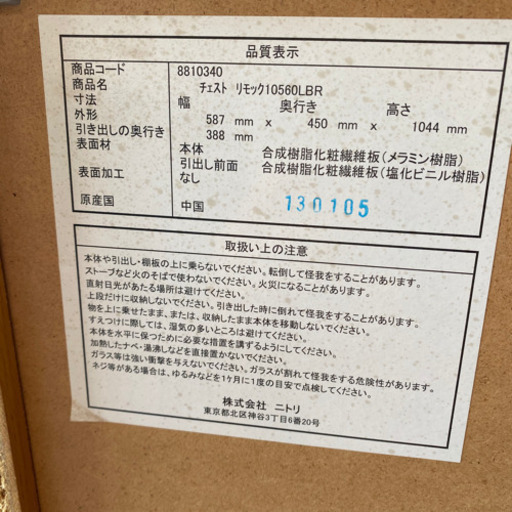 品質表示
商品コード 8810340
商品名 チェスト リモック10560LBR
寸法 幅 奥行き 高さ
外形 587 mm x 450 mm x 1044 mm
引き出しの奥行き 388 mm
表面材 本体 合成樹脂化粧繊維板(メラミン樹脂)
引出し前面 合成樹脂化粧繊維板(塩化ビニル樹脂)
表面加工 なし
原産国 中国 130105
取扱い上の注意
本体や引出し・棚板の上に乗らないでください。転倒して怪我をすることがあります。
ストーブなど火のそばで使わないでください。火災になることがあります。
直射日光があたる場所は避けてください。
上段だけに収納しないでください。引き出した時に倒れて怪我をすることがあります。
物を上に乗せたまま、または、収納したまま本体を移動しないでください。
すえつけに際しては、湿気の多いところは避けてください。
本体を水平に保つために必要な措置を講ずるようにしてください。
加熱したナベ・湯沸しなどを直接置かないでください。
ガラス等は強い衝撃を与えないでください。ガラスが割れて怪我をする危険性があります。
ネジ等がある場合は、ゆるみなどを1ヶ月に1度の目安で点検してください。
株式会社 ニトリ
東京都北区神谷3丁目6番20号